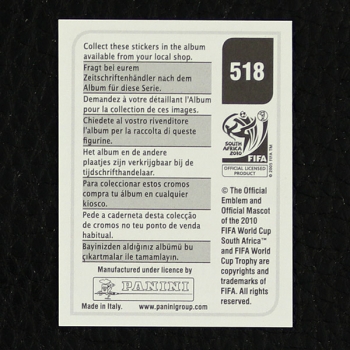 Collect these stickers in the album
available from your local shop.
Fragt bei eurem
Zeitschriftenhändler nach dem
Album für diese Serie.
Demandez à votre détaillant l'Album
pour la collection de ces images.
Chiedete al vostro rivenditore
l'album per la raccolta di queste
figurine.
Het album en de andere
plaatjes zijn verkrijgbaar bij de
tijdschrifthandelaar.
Para coleccionar estos cromos
compra tu álbum en cualquier
kiosco.
Pede a caderneta desta colecção
de cromos no teu ponto de venda
habitual.
Bayinizden aldığınız albümü bu
çıkartmalar ile tamamlayın.
Manufactured under licence by
PANINI
Made in Italy. www.paninigroup.com
518
SOUTH AFRICA
2010
FIFA
OFFICIAL LICENSED
PRODUCT
© The Official
Emblem and
Official Mascot
of the 2010
FIFA World Cup
South Africa™
and FIFA World
Cup Trophy are
copyrights and
trademarks of
FIFA. All rights
reserved.